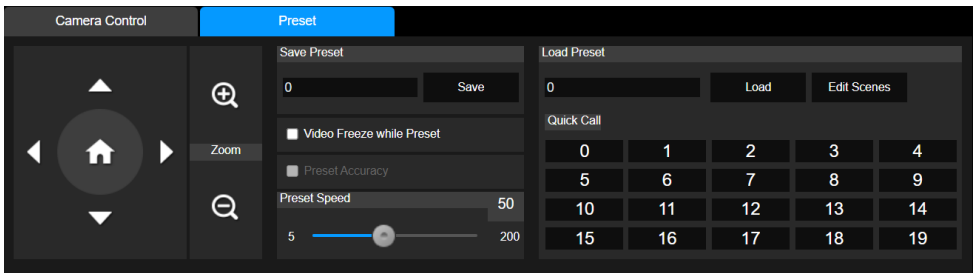 Camera Control
Preset
Zoom
Save Preset
0
Save
Video Freeze while Preset
Preset Accuracy
Preset Speed
50
5
200
Load Preset
0
Load
Edit Scenes
Quick Call
0 1 2 3 4
5 6 7 8 9
10 11 12 13 14
15 16 17 18 19